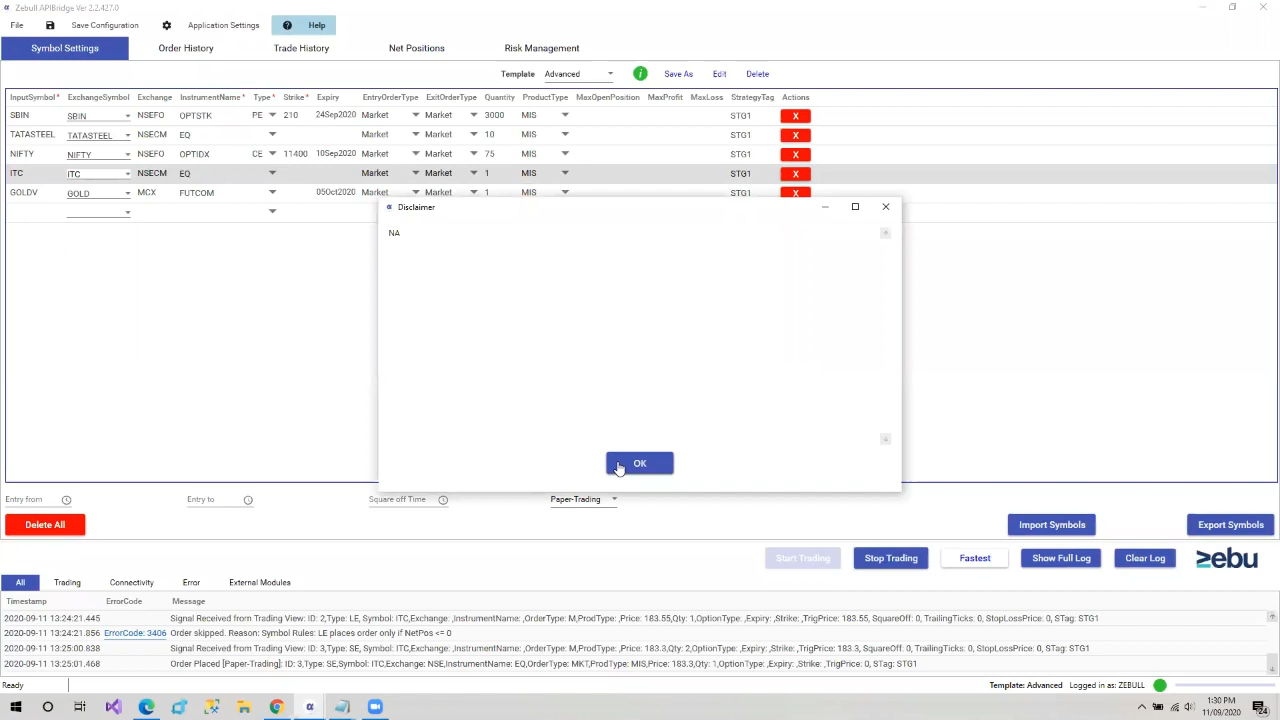 Zebull APIBridge Ver 2.2.427.0
File Save Configuration Application Settings Help
Symbol Settings Order History Trade History Net Positions Risk Management
Template Advanced Save As Edit Delete
InputSymbol* ExchangeSymbol Exchange InstrumentName* Type* Strike* Expiry EntryOrderType ExitOrderType Quantity ProductType MaxOpenPosition MaxProfit MaxLoss StrategyTag Actions
SBIN SBIN NSEFO OPTSTK PE 210 24Sep2020 Market Market 3000 MIS STG1 X
TATASTEEL TATASTEEL NSECM EQ Market Market 10 MIS STG1 X
NIFTY NIFTY NSEFO OPTIDX CE 11400 10Sep2020 Market Market 75 MIS STG1 X
ITC ITC NSECM EQ Market Market 1 MIS STG1 X
GOLDV GOLD MCX FUTCOM 05Oct2020 Market Market 1 MIS STG1 X
Disclaimer
NA
OK
Entry from Entry to Square off Time Paper-Trading
Delete All Import Symbols Export Symbols
Start Trading Stop Trading Fastest Show Full Log Clear Log zebu
All Trading Connectivity Error External Modules
Timestamp ErrorCode Message
2020-09-11 13:24:21.445 Signal Received from Trading View: ID: 2,Type: LE, Symbol: ITC,Exchange: ,InstrumentName: ,OrderType: M,ProdType: ,Price: 183.55,Qty: 1,OptionType: ,Expiry: ,Strike: ,TrigPrice: 183.55, SquareOff: 0, TrailingTicks: 0, StopLossPrice: 0, STag: STG1
2020-09-11 13:24:21.856 ErrorCode: 3406 Order skipped. Reason: Symbol Rules: LE places order only if NetPos <= 0
2020-09-11 13:25:00.838 Signal Received from Trading View: ID: 3,Type: SE, Symbol: ITC,Exchange: ,InstrumentName: ,OrderType: M,ProdType: ,Price: 183.3,Qty: 2,OptionType: ,Expiry: ,Strike: ,TrigPrice: 183.3, SquareOff: 0, TrailingTicks: 0, StopLossPrice: 0, STag: STG1
2020-09-11 13:25:01.468 Order Placed [Paper-Trading]: ID: 3,Type: SE,Symbol: ITC,Exchange: NSE,InstrumentName: EQ,OrderType: MKT,ProdType: MIS,Price: 183.3,Qty: 1,OptionType: ,Expiry: ,Strike: ,TrigPrice: ,STag: STG1
Ready Template: Advanced Logged in as: ZEBULL
1:30 PM
11/09/2020
24